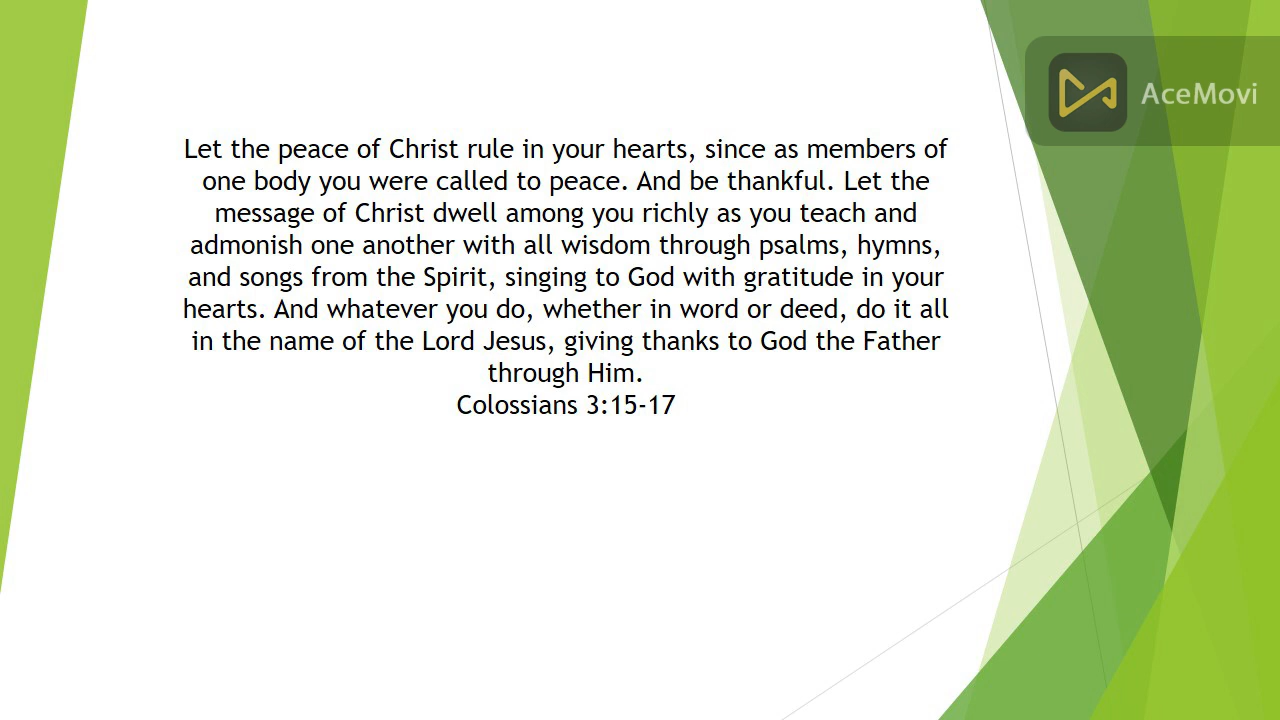 AceMovi
Let the peace of Christ rule in your hearts, since as members of
one body you were called to peace. And be thankful. Let the
message of Christ dwell among you richly as you teach and
admonish one another with all wisdom through psalms, hymns,
and songs from the Spirit, singing to God with gratitude in your
hearts. And whatever you do, whether in word or deed, do it all
in the name of the Lord Jesus, giving thanks to God the Father
through Him.
Colossians 3:15-17